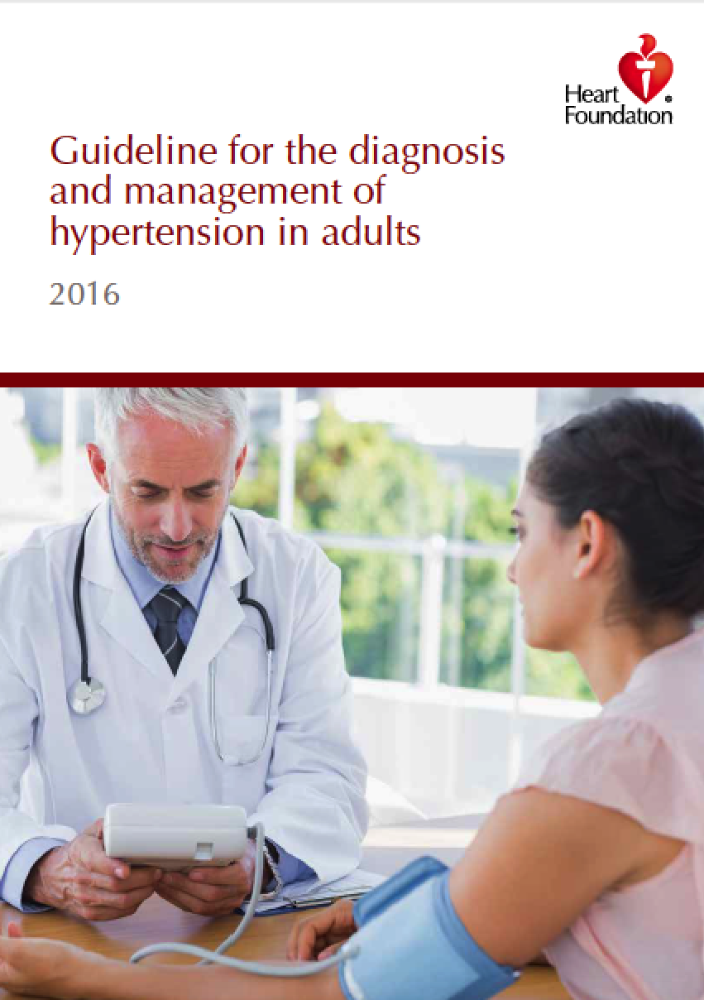 Heart
Foundation
Guideline for the diagnosis
and management of
hypertension in adults
2016